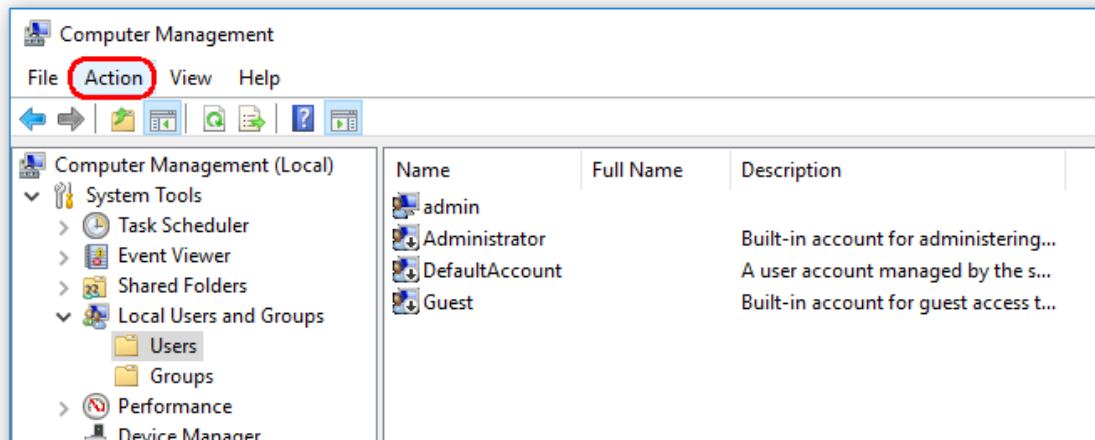 Computer Management
File Action View Help
Computer Management (Local)
System Tools
Task Scheduler
Event Viewer
Shared Folders
Local Users and Groups
Users
Groups
Performance
Device Manager
Name Full Name Description
admin
Administrator Built-in account for administering...
DefaultAccount A user account managed by the s...
Guest Built-in account for guest access t...